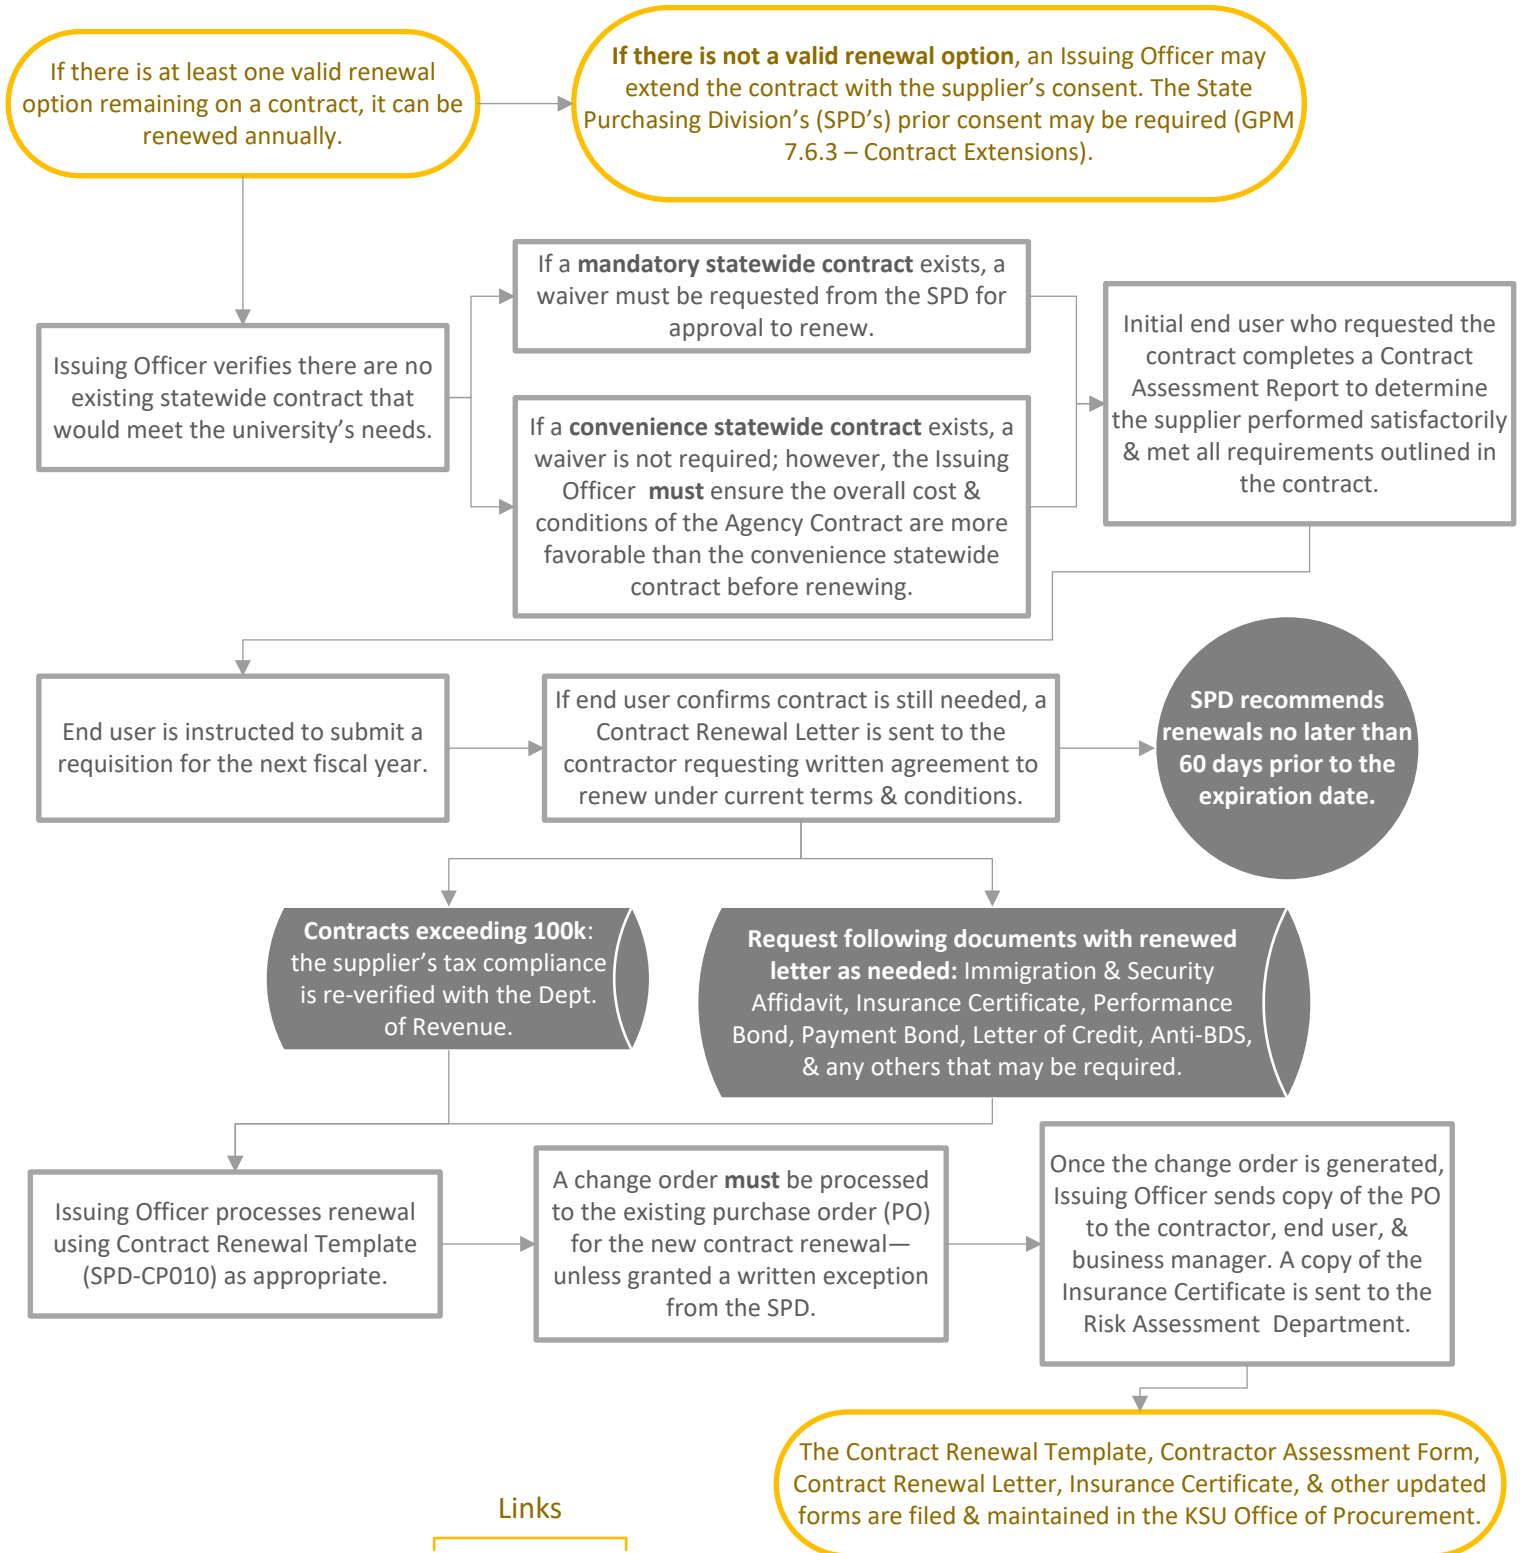 If there is at least one valid renewal
option remaining on a contract, it can be
renewed annually.
If there is not a valid renewal option, an Issuing Officer may
extend the contract with the supplier's consent. The State
Purchasing Division's (SPD's) prior consent may be required (GPM
7.6.3 – Contract Extensions).
Issuing Officer verifies there are no
existing statewide contract that
would meet the university's needs.
If a mandatory statewide contract exists, a
waiver must be requested from the SPD for
approval to renew.
If a convenience statewide contract exists, a
waiver is not required; however, the Issuing
Officer must ensure the overall cost &
conditions of the Agency Contract are more
favorable than the convenience statewide
contract before renewing.
Initial end user who requested the
contract completes a Contract
Assessment Report to determine
the supplier performed satisfactorily
& met all requirements outlined in
the contract.
End user is instructed to submit a
requisition for the next fiscal year.
If end user confirms contract is still needed, a
Contract Renewal Letter is sent to the
contractor requesting written agreement to
renew under current terms & conditions.
SPD recommends
renewals no later than
60 days prior to the
expiration date.
Contracts exceeding 100k:
the supplier's tax compliance
is re-verified with the Dept.
of Revenue.
Request following documents with renewed
letter as needed: Immigration & Security
Affidavit, Insurance Certificate, Performance
Bond, Payment Bond, Letter of Credit, Anti-BDS,
& any others that may be required.
Issuing Officer processes renewal
using Contract Renewal Template
(SPD-CP010) as appropriate.
A change order must be processed
to the existing purchase order (PO)
for the new contract renewal—
unless granted a written exception
from the SPD.
Once the change order is generated,
Issuing Officer sends copy of the PO
to the contractor, end user, &
business manager. A copy of the
Insurance Certificate is sent to the
Risk Assessment Department.
The Contract Renewal Template, Contractor Assessment Form,
Contract Renewal Letter, Insurance Certificate, & other updated
forms are filed & maintained in the KSU Office of Procurement.
Links